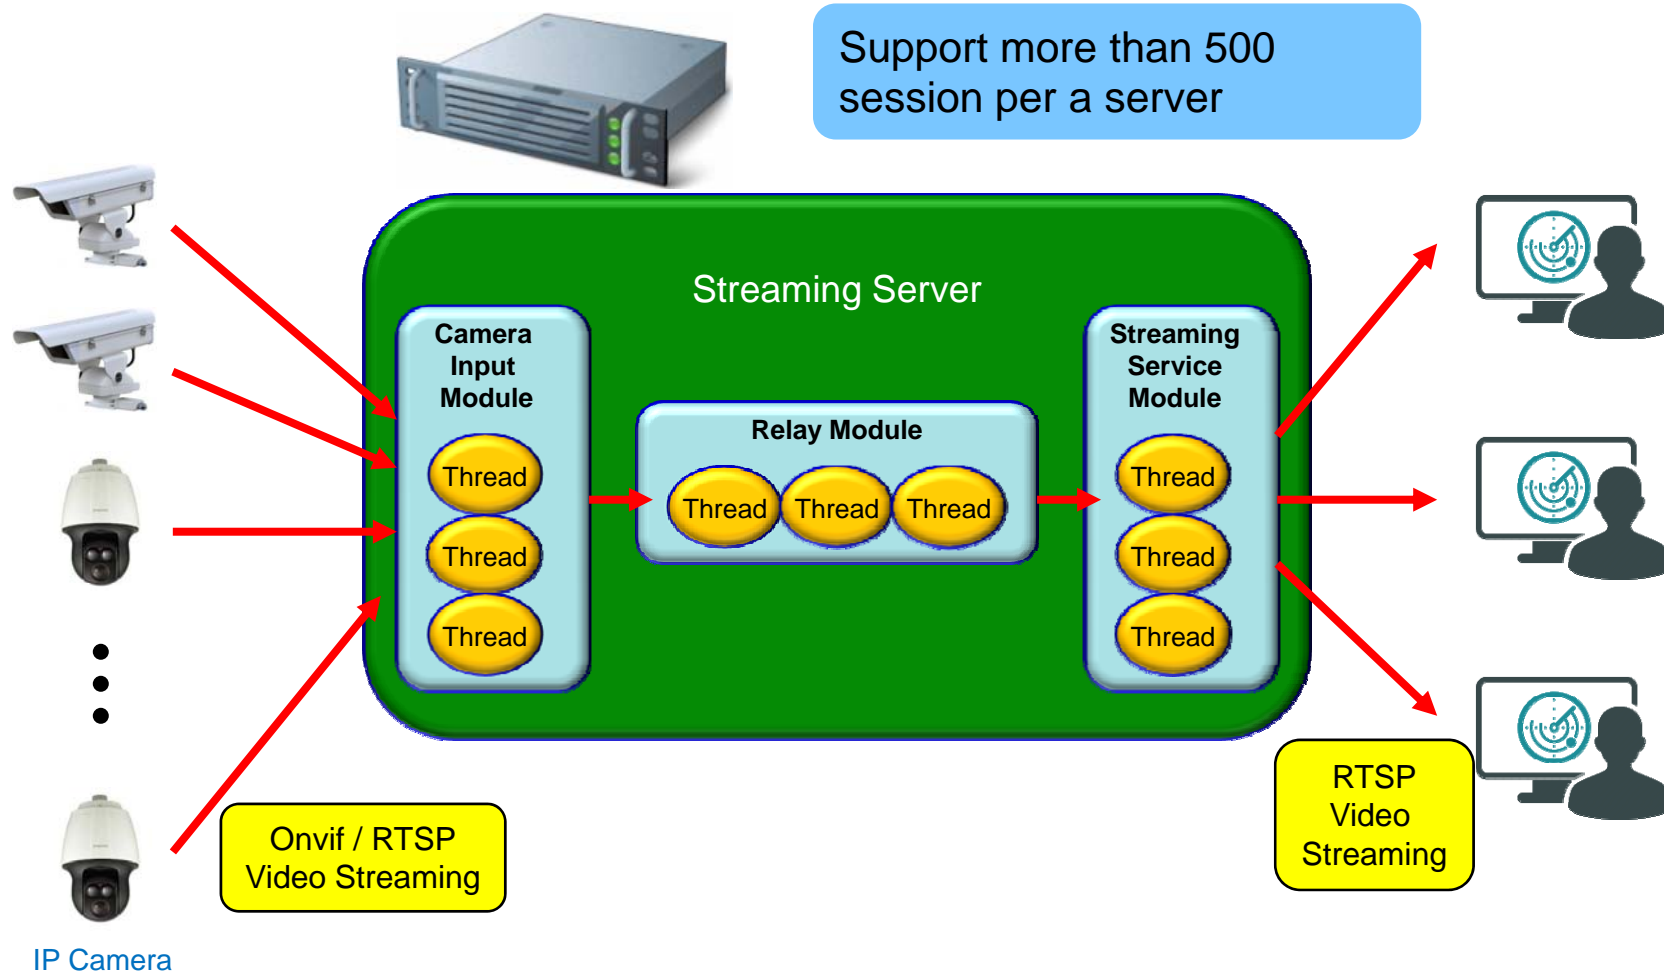 Support more than 500
session per a server
Streaming Server
Camera
Input
Module
Thread
Thread
Thread
Relay Module
Thread
Thread
Thread
Streaming
Service
Module
Thread
Thread
Thread
Onvif / RTSP
Video Streaming
RTSP
Video
Streaming
IP Camera